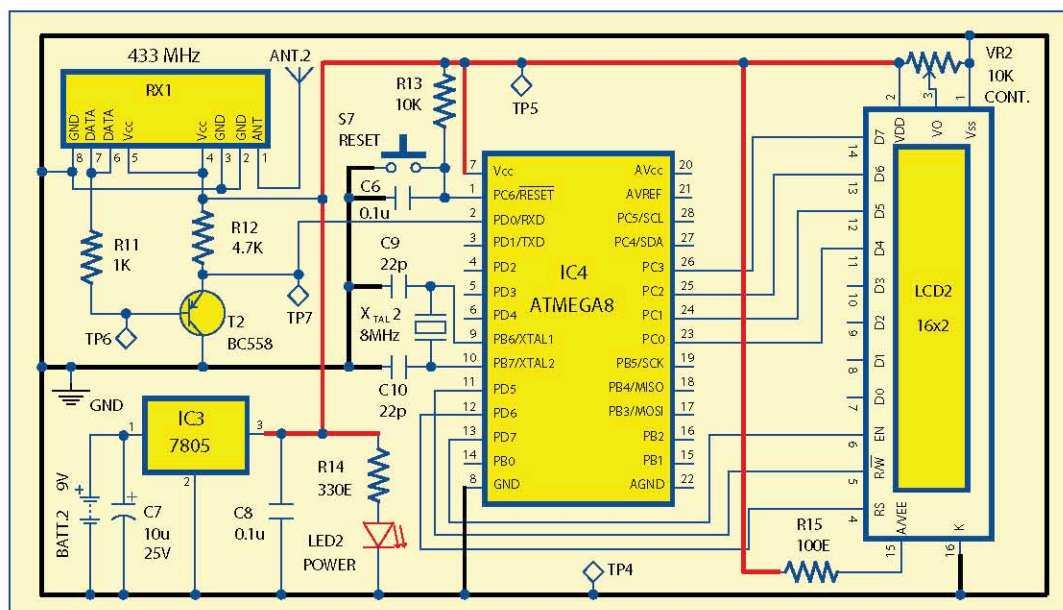 433 MHz
ANT.2
RX1
GND
DATA
DATA
Vcc
Vcc
GND
GND
ANT
8
7
6
5
4
3
2
1
R11
1K
R12
4.7K
TP6
T2
BC558
TP7
GND
R13
10K
S7
RESET
C6
0.1u
C9
22p
XTAL2
8MHz
C10
22p
TP5
IC4
ATMEGA8
7
Vcc
1
PC6/RESET
2
PD0/RXD
3
PD1/TXD
4
PD2
5
PD3
6
PD4
9
PB6/XTAL1
10
PB7/XTAL2
11
PD5
12
PD6
13
PD7
14
PB0
8
GND
AVcc
20
AVREF
21
PC5/SCL
28
PC4/SDA
27
PC3
26
PC2
25
PC1
24
PC0
23
PB5/SCK
19
PB4/MISO
18
PB3/MOSI
17
PB2
16
PB1
15
AGND
22
VR2
10K
CONT.
2
3
1
VDD
VO
Vss
14
D7
13
D6
12
D5
11
D4
10
D3
9
D2
8
D1
7
D0
6
EN
5
R/W
4
RS
15
A/VEE
16
K
LCD2
16x2
R15
100E
TP4
IC3
7805
1
2
3
BATT.2
9V
+
C7
10u
25V
+
C8
0.1u
R14
330E
LED2
POWER